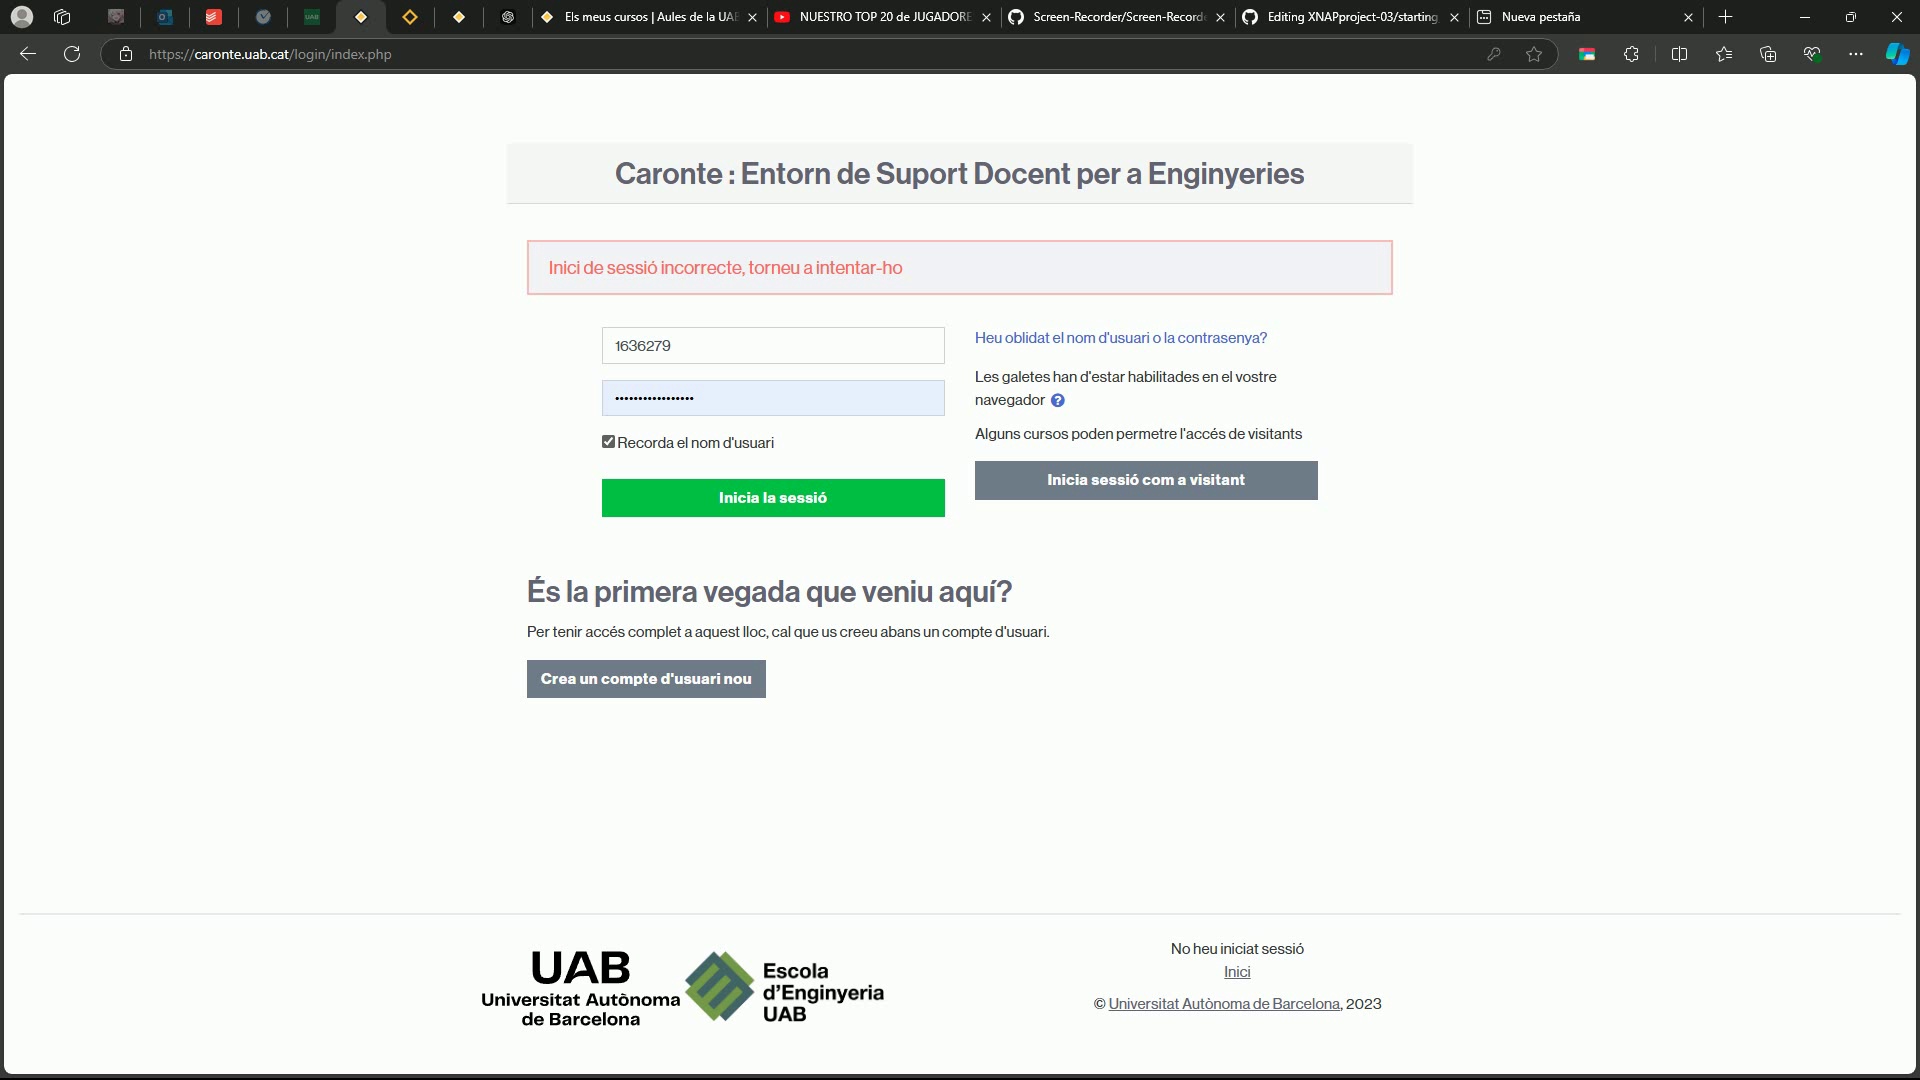 Els meus cursos | Aules de la UAB
NUESTRO TOP 20 de JUGADORE
Screen-Recorder/Screen-Record
Editing XNAPproject-03/starting
Nueva pestaña
https://caronte.uab.cat/login/index.php
Caronte : Entorn de Suport Docent per a Enginyeries
Inici de sessió incorrecte, torneu a intentar-ho
1636279
•••••••••••••••••
Recorda el nom d'usuari
Inicia la sessió
Heu oblidat el nom d'usuari o la contrasenya?
Les galetes han d'estar habilitades en el vostre
navegador
Alguns cursos poden permetre l'accés de visitants
Inicia sessió com a visitant
És la primera vegada que veniu aquí?
Per tenir accés complet a aquest lloc, cal que us creeu abans un compte d'usuari.
Crea un compte d'usuari nou
UAB
Universitat Autònoma
de Barcelona
Escola
d'Enginyeria
UAB
No heu iniciat sessió
Inici
© Universitat Autònoma de Barcelona, 2023